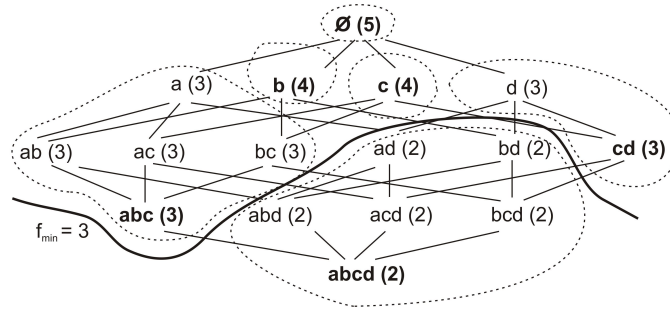 Ø (5)
a (3) b (4) c (4) d (3)
ab (3) ac (3) bc (3) ad (2) bd (2) cd (3)
abc (3) abd (2) acd (2) bcd (2)
fmin = 3
abcd (2)